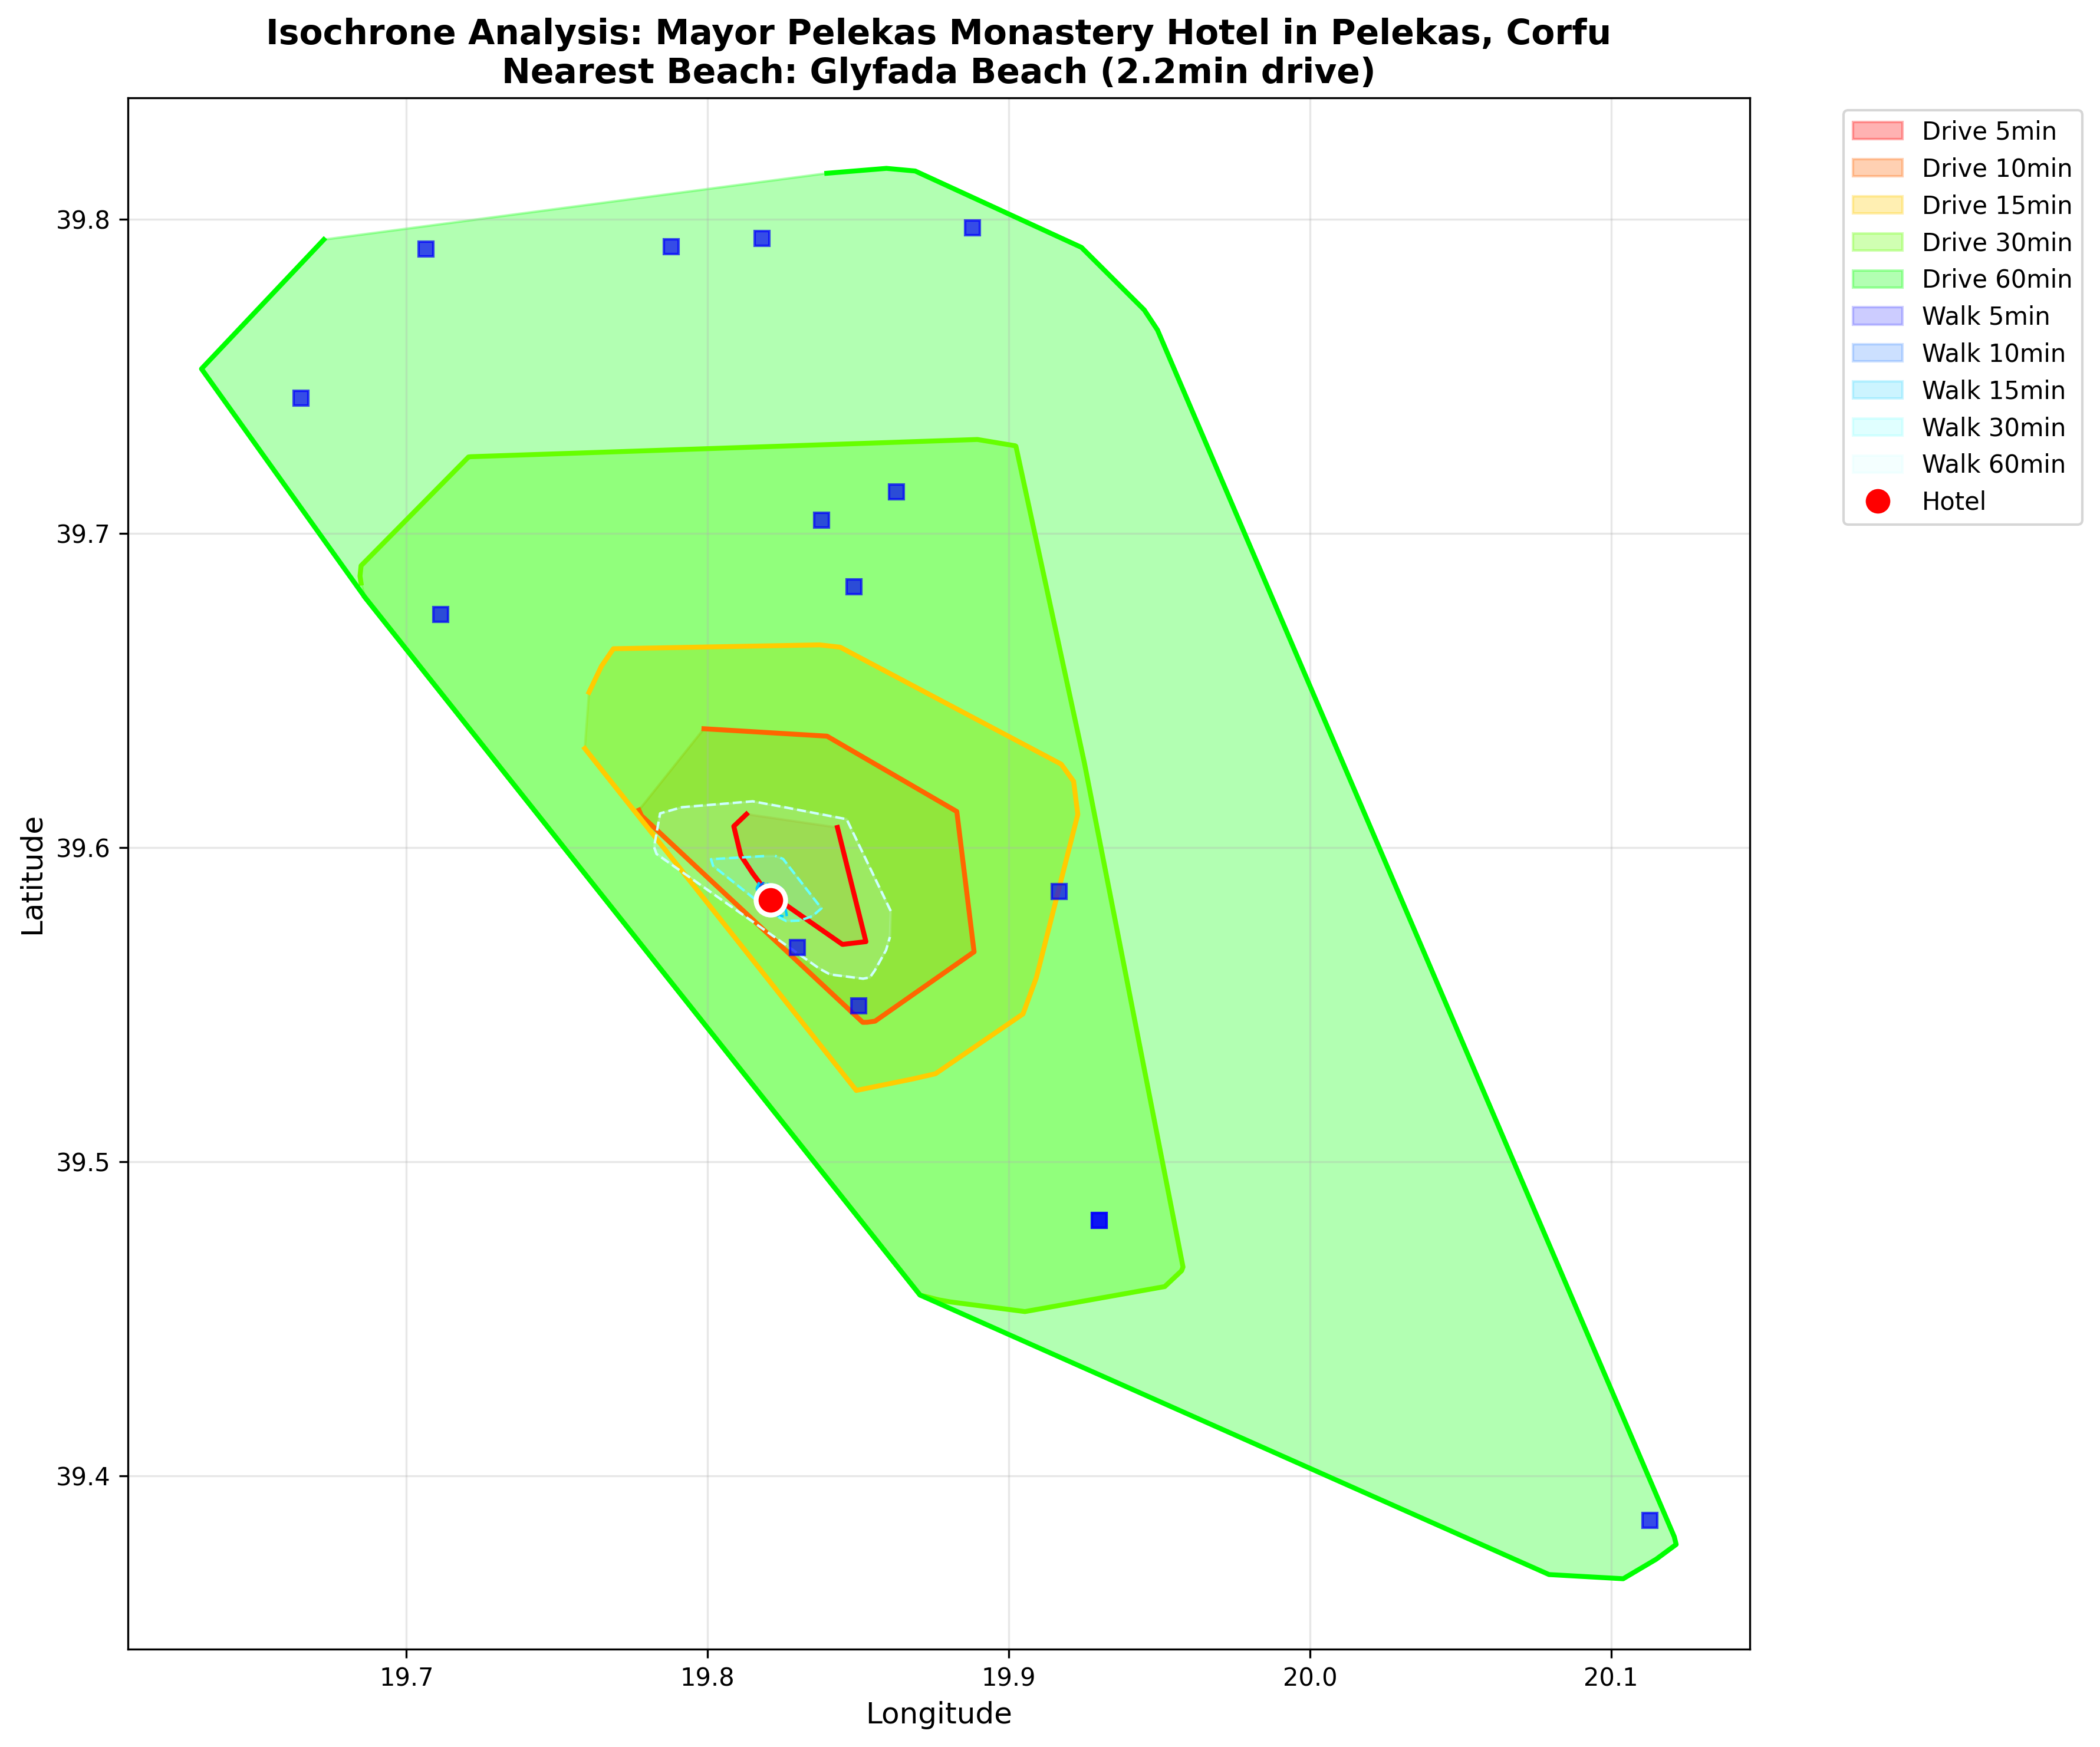 Isochrone Analysis: Mayor Pelekas Monastery Hotel in Pelekas, Corfu
Nearest Beach: Glyfada Beach (2.2min drive)
Drive 5min
Drive 10min
Drive 15min
Drive 30min
Drive 60min
Walk 5min
Walk 10min
Walk 15min
Walk 30min
Walk 60min
Hotel
Latitude
39.8
39.7
39.6
39.5
39.4
19.7
19.8
19.9
20.0
20.1
Longitude